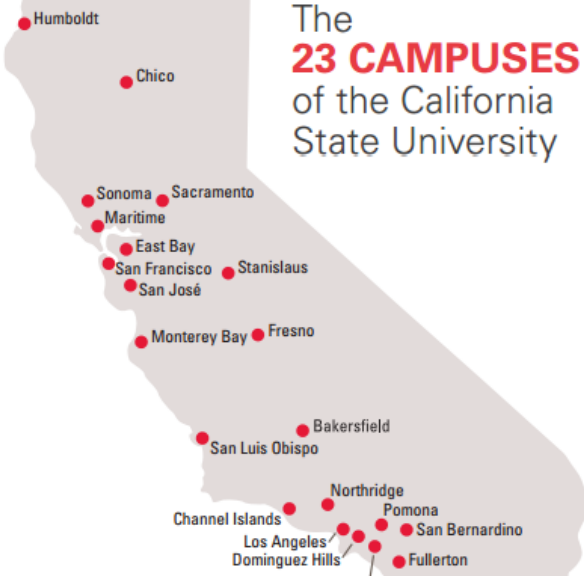 The
23 CAMPUSES
of the California
State University
Humboldt
Chico
Sonoma
Sacramento
Maritime
East Bay
San Francisco
Stanislaus
San José
Monterey Bay
Fresno
Bakersfield
San Luis Obispo
Northridge
Channel Islands
Pomona
Los Angeles
San Bernardino
Dominguez Hills
Fullerton